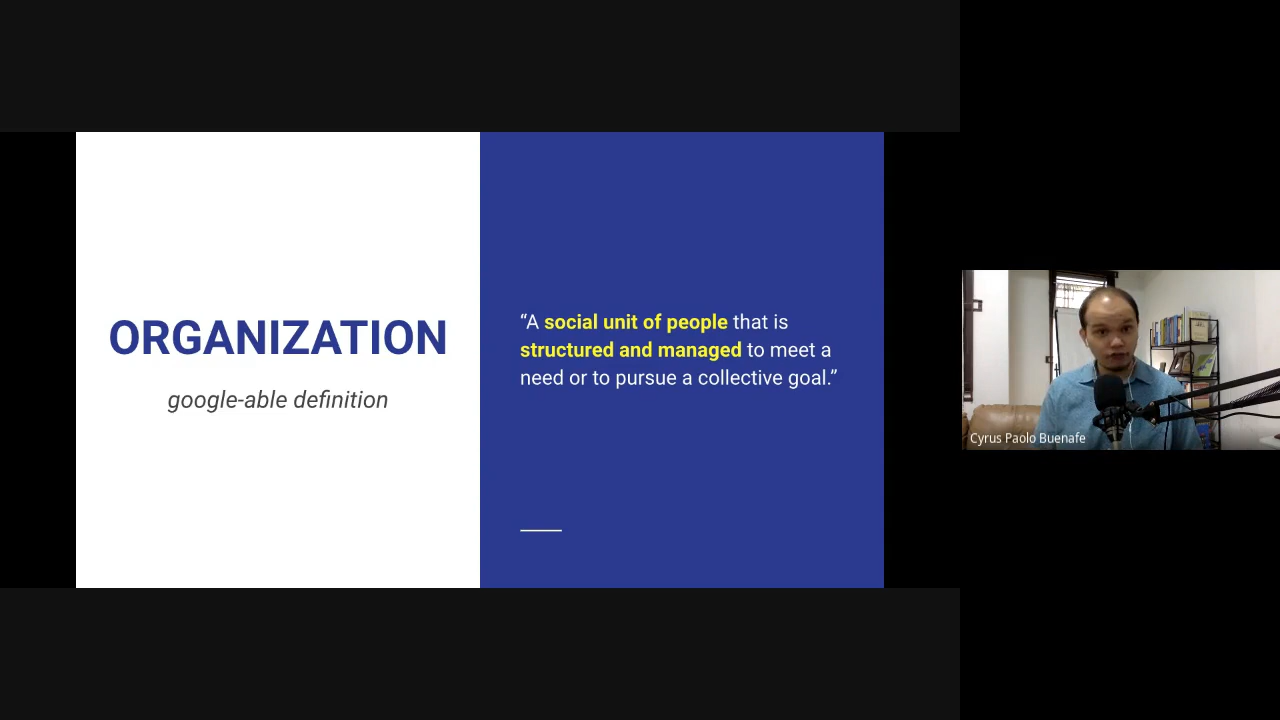 ORGANIZATION
google-able definition
“A social unit of people that is
structured and managed to meet a
need or to pursue a collective goal.”
Cyrus Paolo Buenafe